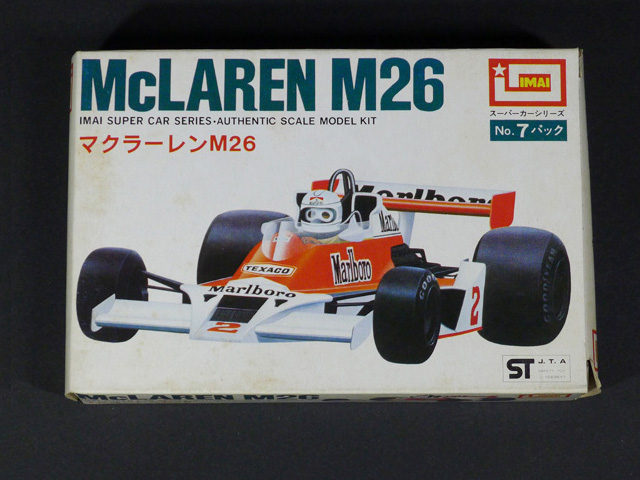 McLAREN M26
IMAI SUPER CAR SERIES•AUTHENTIC SCALE MODEL KIT
マクラーレンM26
IMAI
スーパーカーシリーズ
No.7パック
Marlboro
Marlboro
TEXACO
Marlboro
Marlboro
2
2
GOODYEAR
GOODYEAR
ST
J.T.A
McLAREN M26